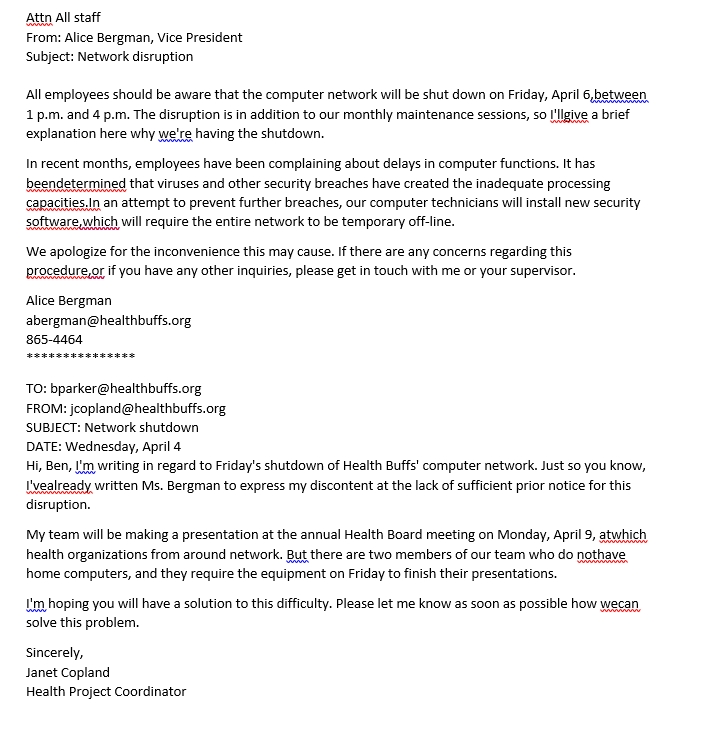 Attn All staff
From: Alice Bergman, Vice President
Subject: Network disruption
All employees should be aware that the computer network will be shut down on Friday, April 6,between
1 p.m. and 4 p.m. The disruption is in addition to our monthly maintenance sessions, so I'llgive a brief
explanation here why we're having the shutdown.
In recent months, employees have been complaining about delays in computer functions. It has
beendetermined that viruses and other security breaches have created the inadequate processing
capacities.In an attempt to prevent further breaches, our computer technicians will install new security
software,which will require the entire network to be temporary off-line.
We apologize for the inconvenience this may cause. If there are any concerns regarding this
procedure,or if you have any other inquiries, please get in touch with me or your supervisor.
Alice Bergman
abergman@healthbuffs.org
865-4464
***************
TO: bparker@healthbuffs.org
FROM: jcopland@healthbuffs.org
SUBJECT: Network shutdown
DATE: Wednesday, April 4
Hi, Ben, I'm writing in regard to Friday's shutdown of Health Buffs' computer network. Just so you know,
I'vealready written Ms. Bergman to express my discontent at the lack of sufficient prior notice for this
disruption.
My team will be making a presentation at the annual Health Board meeting on Monday, April 9, atwhich
health organizations from around network. But there are two members of our team who do nothave
home computers, and they require the equipment on Friday to finish their presentations.
I'm hoping you will have a solution to this difficulty. Please let me know as soon as possible how wecan
solve this problem.
Sincerely,
Janet Copland
Health Project Coordinator